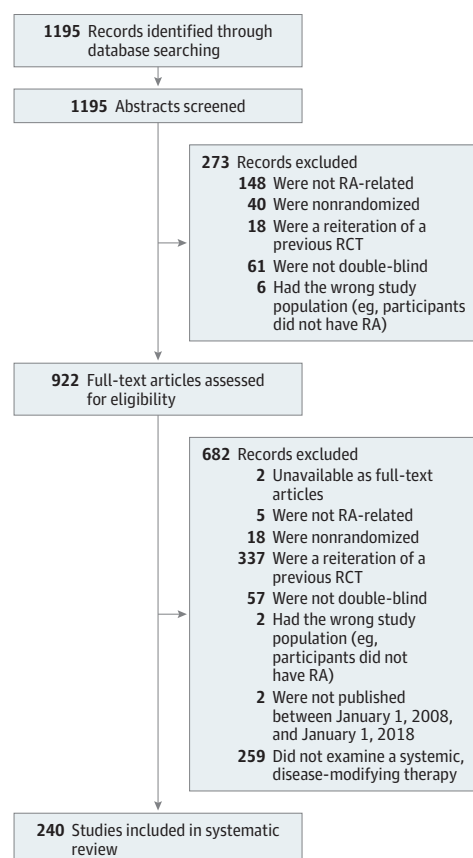 1195 Records identified through
database searching
1195 Abstracts screened
273 Records excluded
148 Were not RA-related
40 Were nonrandomized
18 Were a reiteration of a
previous RCT
61 Were not double-blind
6 Had the wrong study
population (eg, participants
did not have RA)
922 Full-text articles assessed
for eligibility
682 Records excluded
2 Unavailable as full-text
articles
5 Were not RA-related
18 Were nonrandomized
337 Were a reiteration of a
previous RCT
57 Were not double-blind
2 Had the wrong study
population (eg,
participants did not
have RA)
2 Were not published
between January 1, 2008,
and January 1, 2018
259 Did not examine a systemic,
disease-modifying therapy
240 Studies included in systematic
review